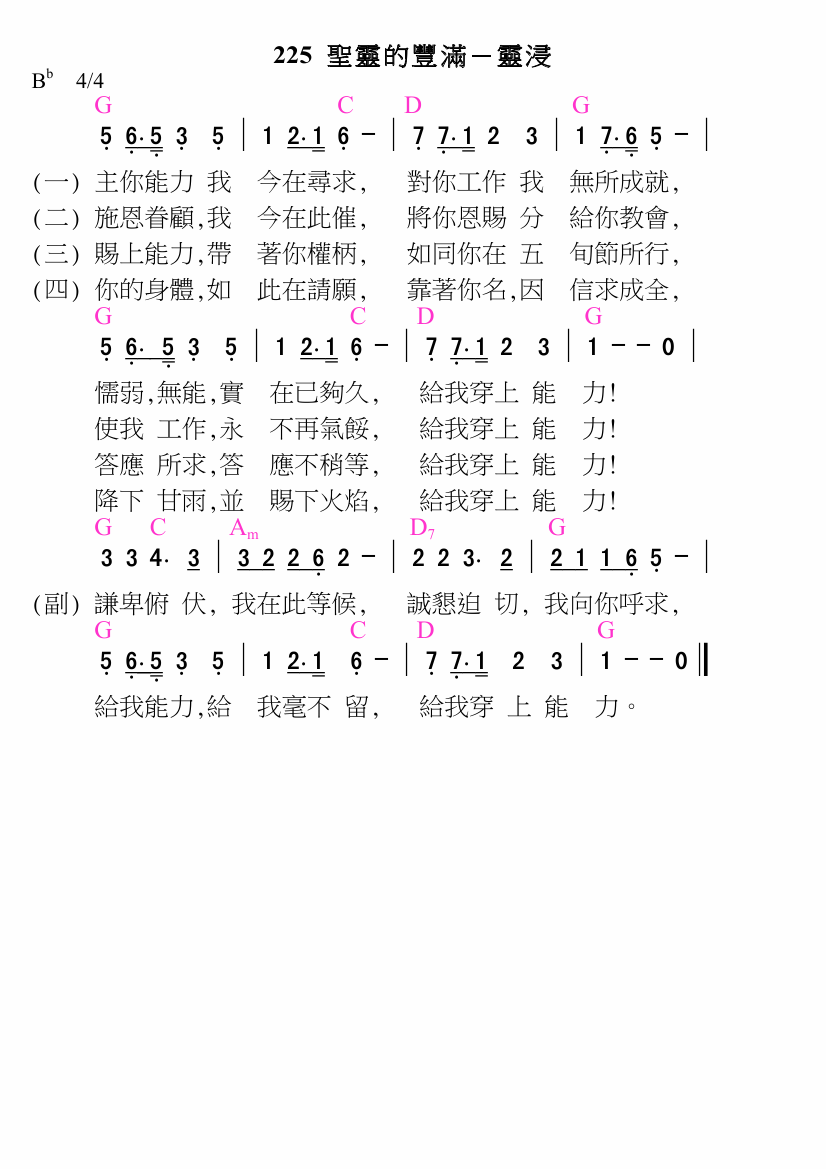 225 聖靈的豐滿－靈浸
Bb 4/4
G C D G
5 6·5 3 5 | 1 2·1 6 － | 7 7·1 2 3 | 1 7·6 5 － |
(一) 主你能力 我 今在尋求, 對你工作 我 無所成就,
(二) 施恩眷顧,我 今在此催, 將你恩賜 分 給你教會,
(三) 賜上能力,帶 著你權柄, 如同你在 五 旬節所行,
(四) 你的身體,如 此在請願, 靠著你名,因 信求成全,
G C D G
5 6· 5 3 5 | 1 2·1 6 － | 7 7·1 2 3 | 1 － － 0 |
懦弱,無能,實 在已夠久, 給我穿上 能 力!
使我 工作,永 不再氣餒, 給我穿上 能 力!
答應 所求,答 應不稍等, 給我穿上 能 力!
降下 甘雨,並 賜下火焰, 給我穿上 能 力!
G C Am D7 G
3 3 4· 3 | 3 2 2 6 2 － | 2 2 3· 2 | 2 1 1 6 5 － |
(副) 謙卑俯 伏, 我在此等候, 誠懇迫 切, 我向你呼求,
G C D G
5 6·5 3 5 | 1 2·1 6 － | 7 7·1 2 3 | 1 － － 0 ‖
給我能力,給 我毫不 留, 給我穿 上 能 力。